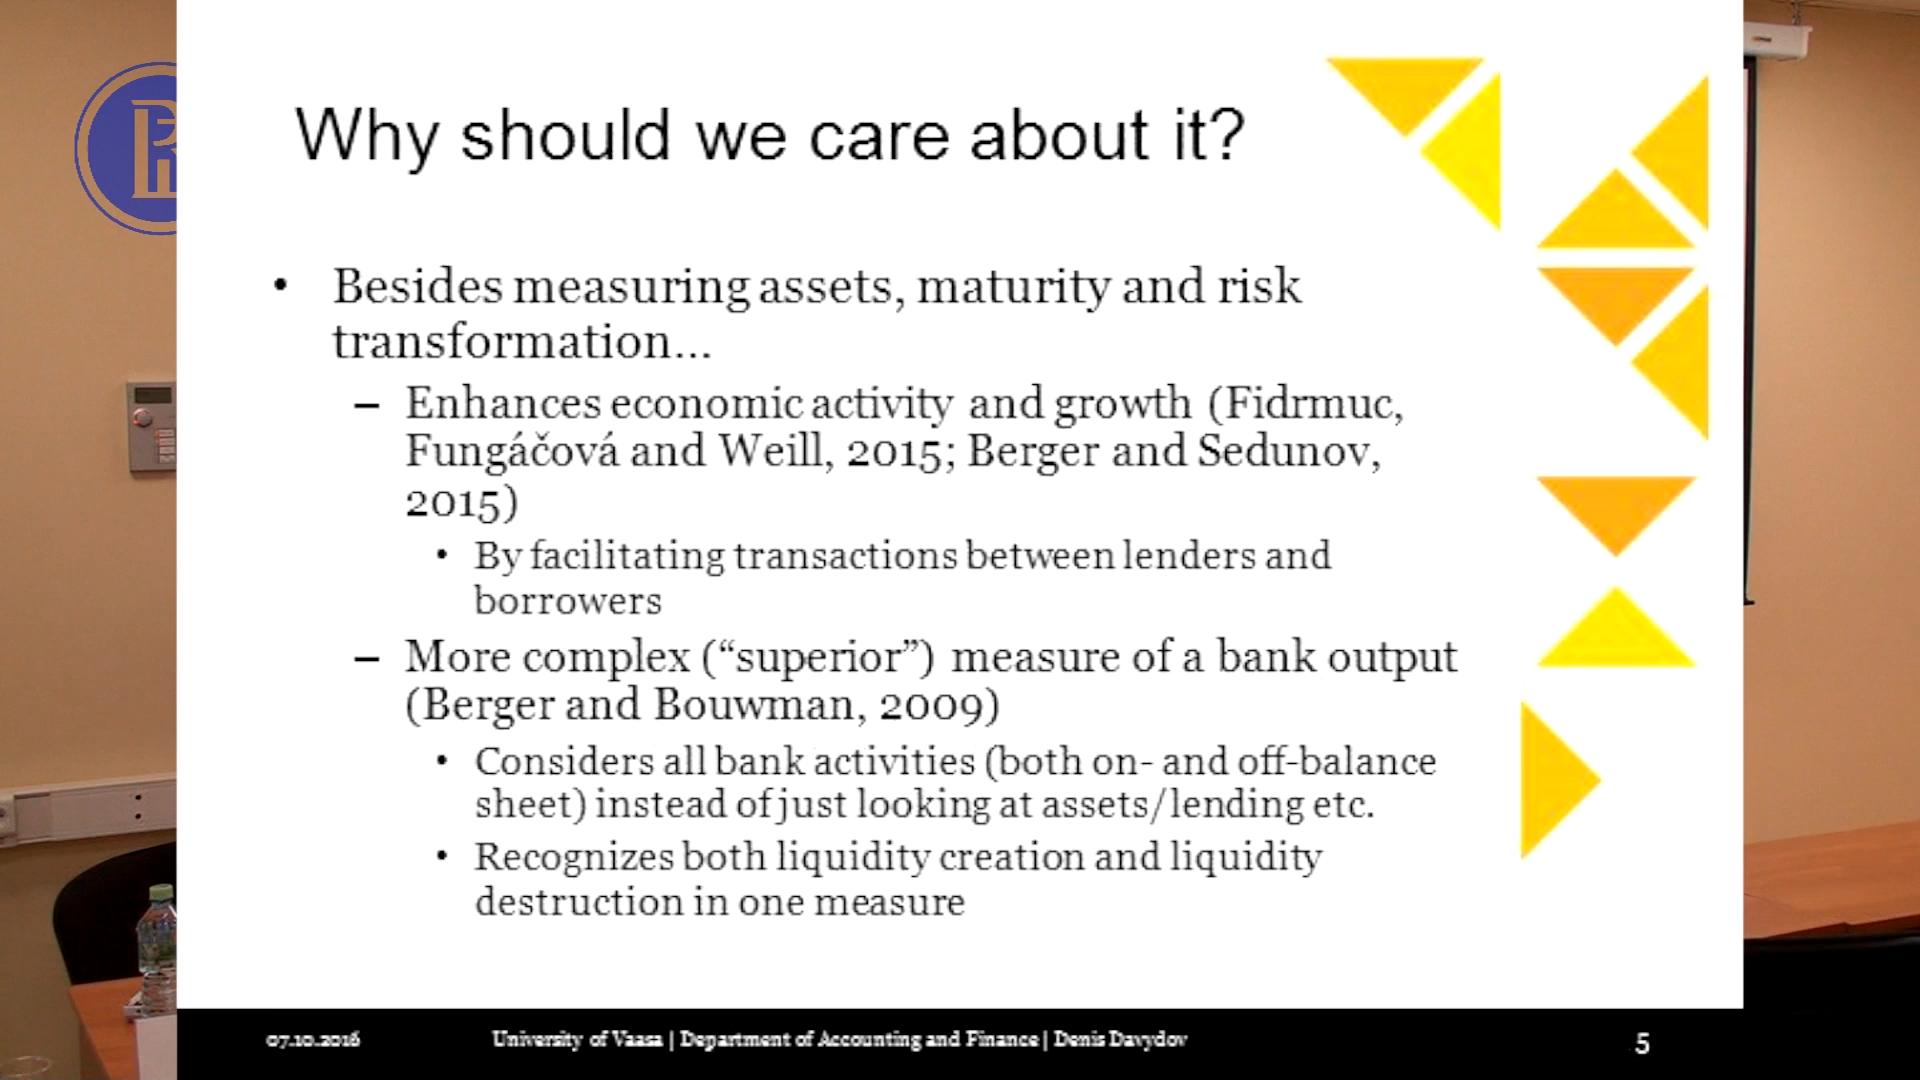 Why should we care about it?
• Besides measuring assets, maturity and risk
transformation...
– Enhances economic activity and growth (Fidrmuc,
Fungáčová and Weill, 2015; Berger and Sedunov,
2015)
• By facilitating transactions between lenders and
borrowers
– More complex (“superior”) measure of a bank output
(Berger and Bouwman, 2009)
• Considers all bank activities (both on- and off-balance
sheet) instead of just looking at assets/lending etc.
• Recognizes both liquidity creation and liquidity
destruction in one measure
07.10.2016 University of Vaasa | Department of Accounting and Finance | Denis Davydov 5